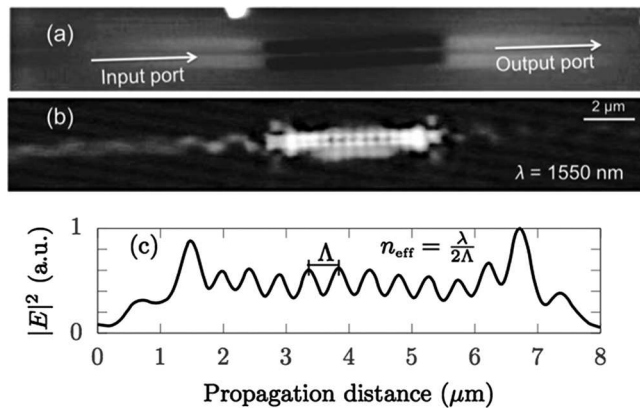 (a)
Input port
Output port
(b)
2 μm
λ = 1550 nm
(c)
Λ
n_eff = λ/2Λ
1
0
|E|² (a.u.)
0 1 2 3 4 5 6 7 8
Propagation distance (μm)